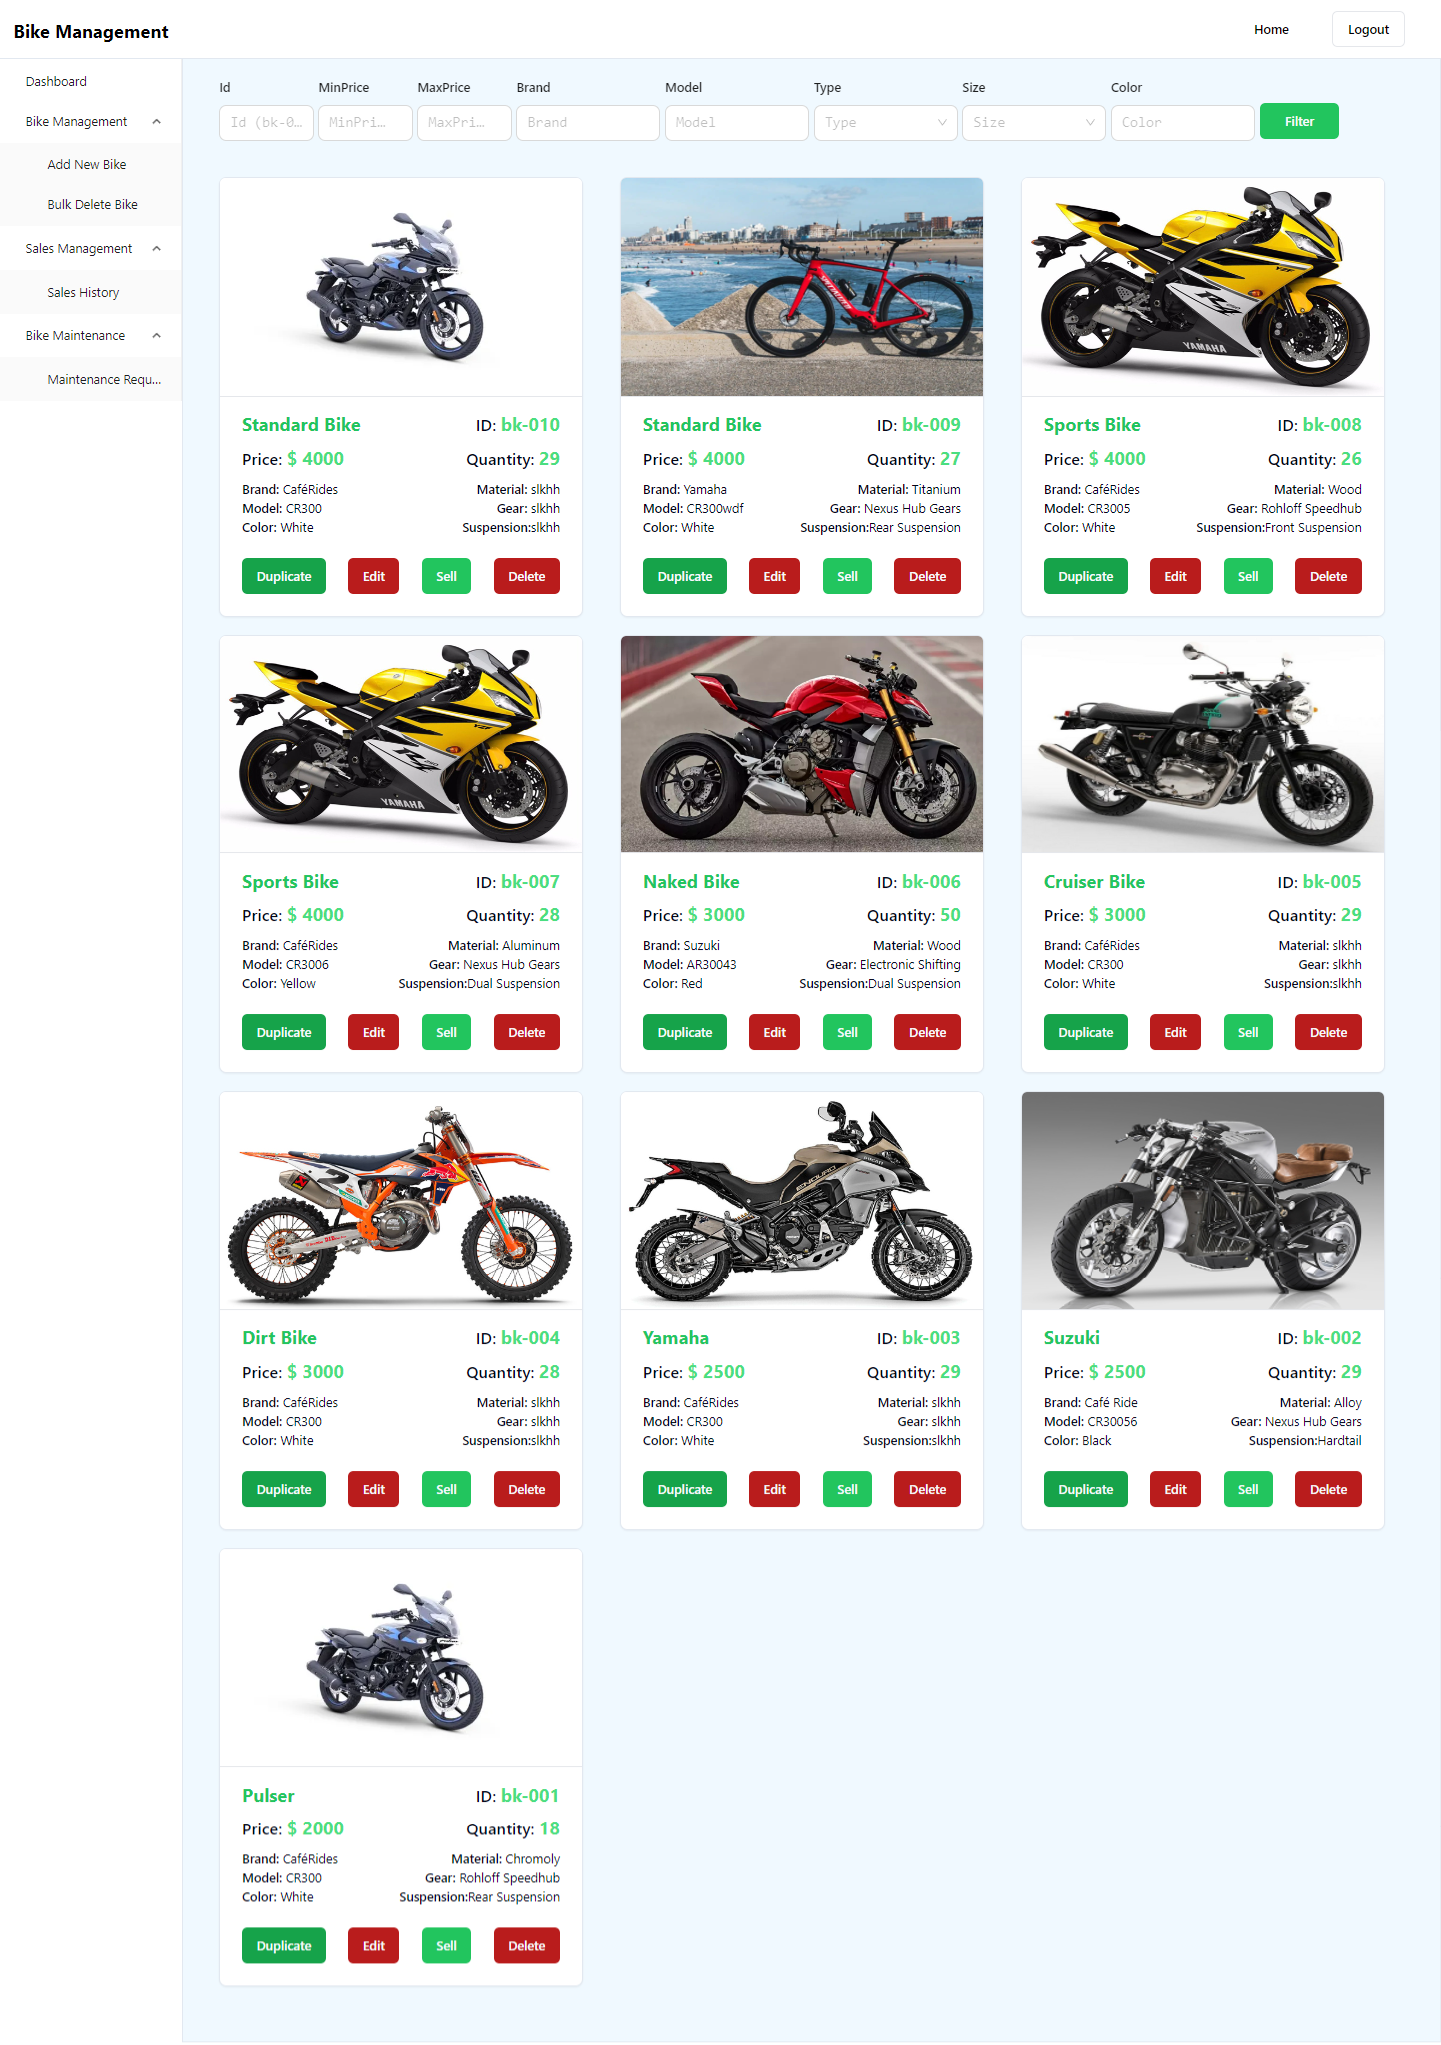 Bike Management
Home
Logout
Dashboard
Bike Management
Add New Bike
Bulk Delete Bike
Sales Management
Sales History
Bike Maintenance
Maintenance Requ...
Id
MinPrice
MaxPrice
Brand
Model
Type
Size
Color
Id (bk-0...
MinPri...
MaxPri...
Brand
Model
Type
Size
Color
Filter
SPECIALIZED
YZF
R6
YAMAHA
Standard Bike ID: bk-010
Price: $ 4000 Quantity: 29
Brand: CaféRides Material: slkhh
Model: CR300 Gear: slkhh
Color: White Suspension:slkhh
Duplicate Edit Sell Delete
Standard Bike ID: bk-009
Price: $ 4000 Quantity: 27
Brand: Yamaha Material: Titanium
Model: CR300wdf Gear: Nexus Hub Gears
Color: White Suspension:Rear Suspension
Duplicate Edit Sell Delete
Sports Bike ID: bk-008
Price: $ 4000 Quantity: 26
Brand: CaféRides Material: Wood
Model: CR3005 Gear: Rohloff Speedhub
Color: White Suspension:Front Suspension
Duplicate Edit Sell Delete
YZF
R6
YAMAHA
Sports Bike ID: bk-007
Price: $ 4000 Quantity: 28
Brand: CaféRides Material: Aluminum
Model: CR3006 Gear: Nexus Hub Gears
Color: Yellow Suspension:Dual Suspension
Duplicate Edit Sell Delete
Naked Bike ID: bk-006
Price: $ 3000 Quantity: 50
Brand: Suzuki Material: Wood
Model: AR30043 Gear: Electronic Shifting
Color: Red Suspension:Dual Suspension
Duplicate Edit Sell Delete
Cruiser Bike ID: bk-005
Price: $ 3000 Quantity: 29
Brand: CaféRides Material: slkhh
Model: CR300 Gear: slkhh
Color: White Suspension:slkhh
Duplicate Edit Sell Delete
ENDURO
Dirt Bike ID: bk-004
Price: $ 3000 Quantity: 28
Brand: CaféRides Material: slkhh
Model: CR300 Gear: slkhh
Color: White Suspension:slkhh
Duplicate Edit Sell Delete
Yamaha ID: bk-003
Price: $ 2500 Quantity: 29
Brand: CaféRides Material: slkhh
Model: CR300 Gear: slkhh
Color: White Suspension:slkhh
Duplicate Edit Sell Delete
Suzuki ID: bk-002
Price: $ 2500 Quantity: 29
Brand: Café Ride Material: Alloy
Model: CR30056 Gear: Nexus Hub Gears
Color: Black Suspension:Hardtail
Duplicate Edit Sell Delete
Pulser ID: bk-001
Price: $ 2000 Quantity: 18
Brand: CaféRides Material: Chromoly
Model: CR300 Gear: Rohloff Speedhub
Color: White Suspension:Rear Suspension
Duplicate Edit Sell Delete